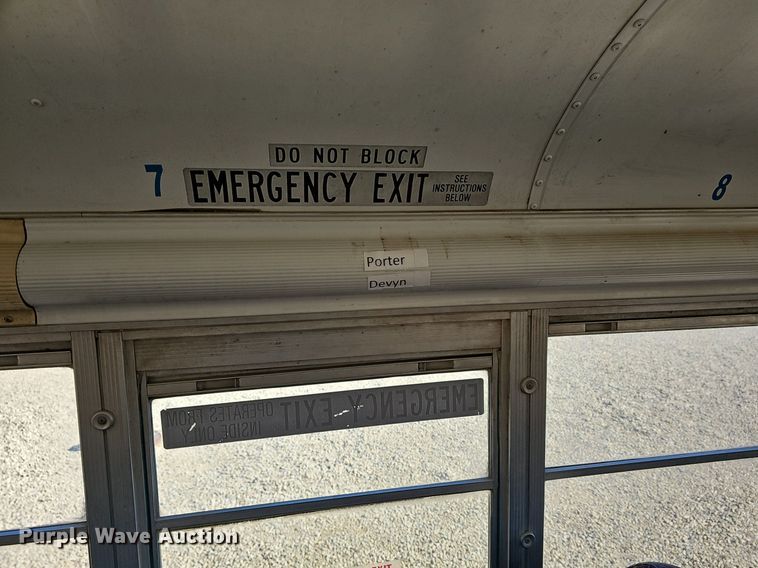 DO NOT BLOCK
7 EMERGENCY EXIT SEE INSTRUCTIONS BELOW 8
Porter
Devyn
EMERGENCY EXIT OPERATES FROM INSIDE ONLY
EXIT
Purple Wave Auction